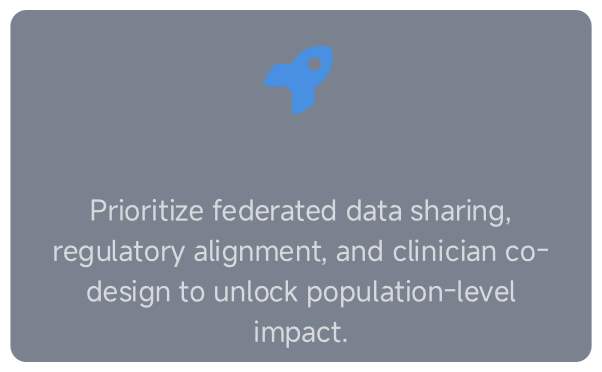 Prioritize federated data sharing,
regulatory alignment, and clinician co-
design to unlock population-level
impact.